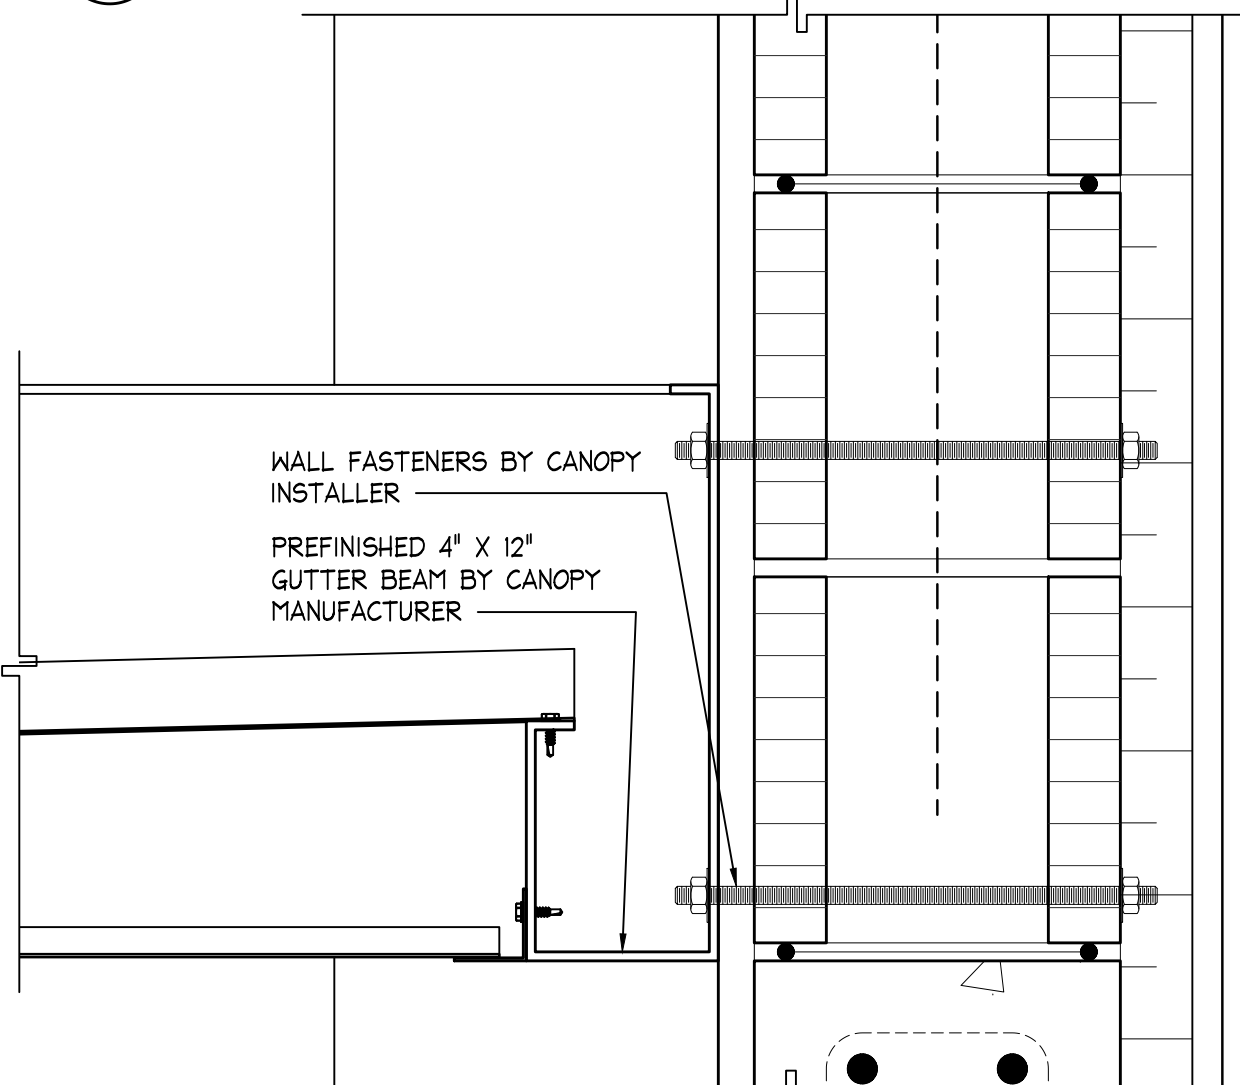 WALL FASTENERS BY CANOPY
INSTALLER
PREFINISHED 4" X 12"
GUTTER BEAM BY CANOPY
MANUFACTURER